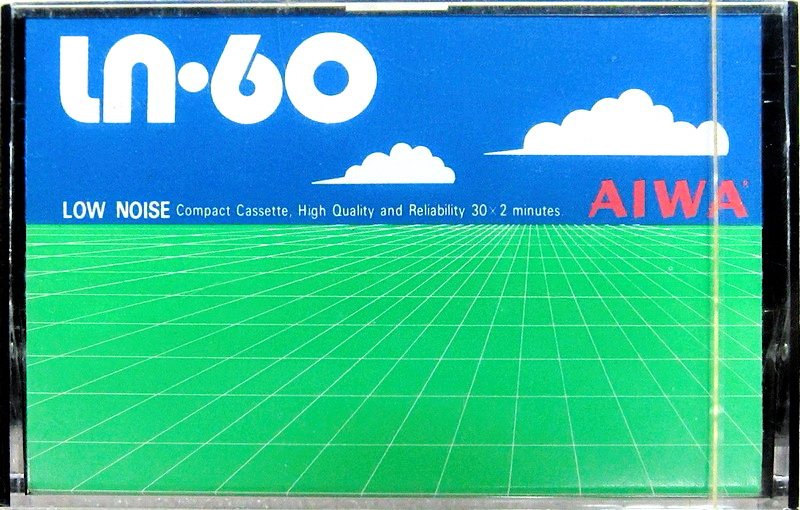 LN·60
LOW NOISE Compact Cassette, High Quality and Reliability 30×2 minutes.
AIWA®